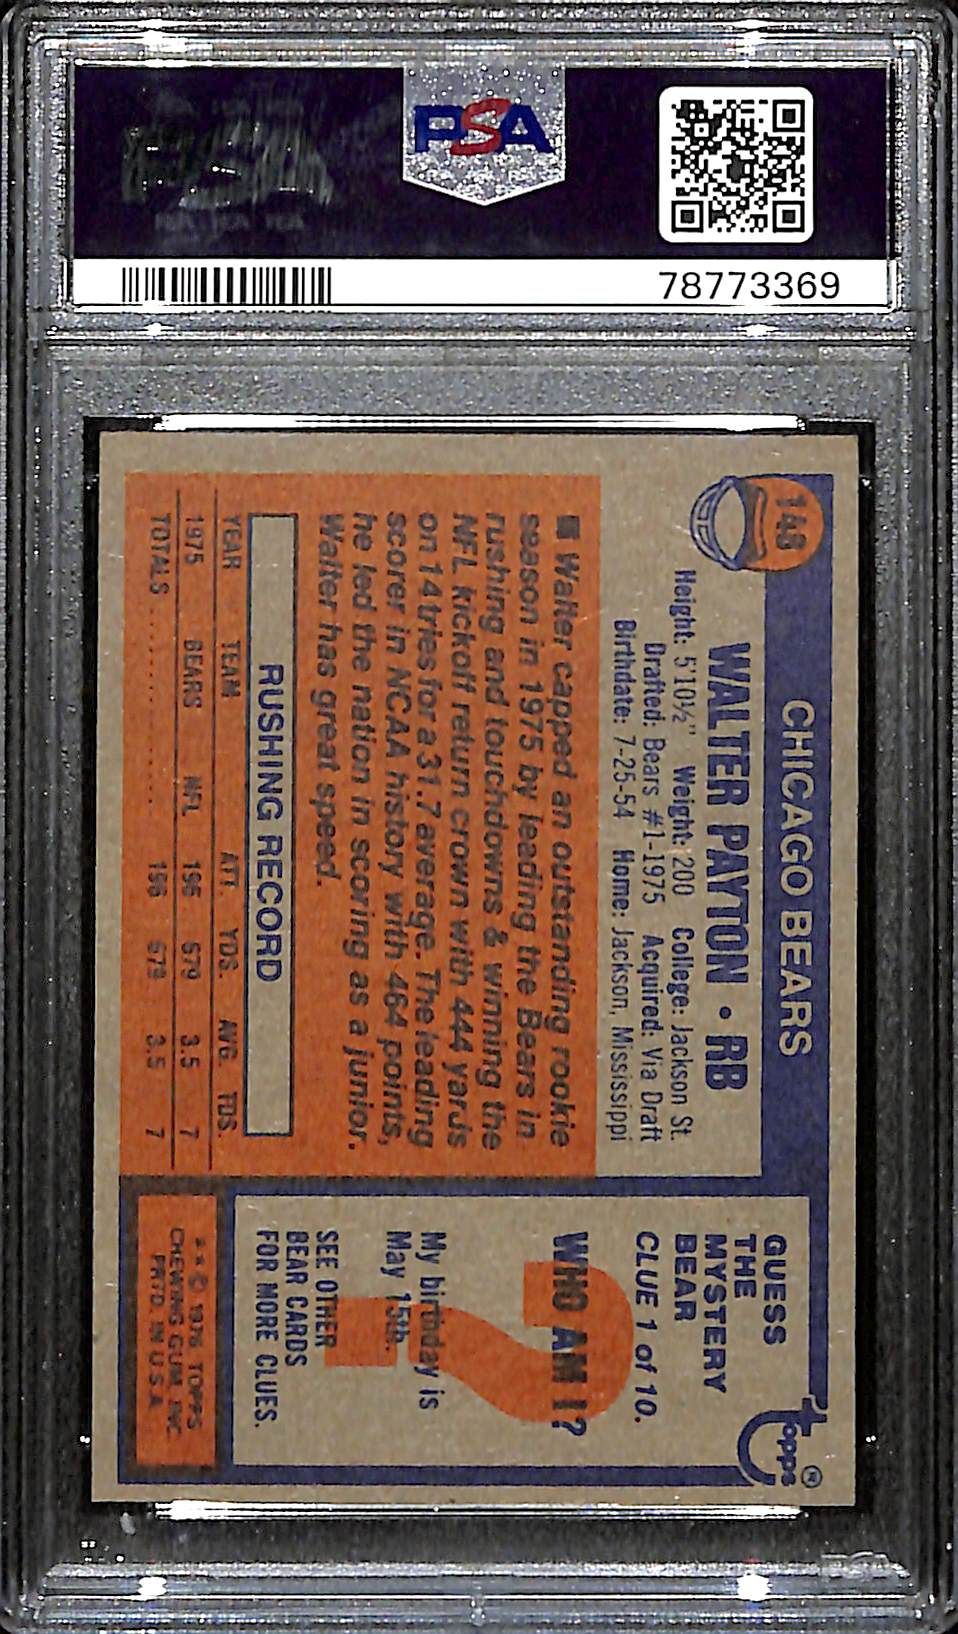 PSA
78773369
148
CHICAGO BEARS
WALTER PAYTON • RB
Height: 5'10½" Weight: 200 College: Jackson St.
Drafted: Bears #1-1975 Acquired: Via Draft
Birthdate: 7-25-54 Home: Jackson, Mississippi
■ Walter capped an outstanding rookie
season in 1975 by leading the Bears in
rushing and touchdowns & winning the
NFL kickoff return crown with 444 yards
on 14 tries for a 31.7 average. The leading
scorer in NCAA history with 464 points,
he led the nation in scoring as a junior.
Walter has great speed.
RUSHING RECORD
YEAR TEAM ATT. YDS. AVG. TDS.
1975 BEARS NFL 196 679 3.5 7
TOTALS .......... 196 679 3.5 7
GUESS
THE
MYSTERY
BEAR
CLUE 1 of 10.
WHO AM I?
My birthday is
May 15th.
SEE OTHER
BEAR CARDS
FOR MORE CLUES.
topps®
**© 1976 TOPPS
CHEWING GUM, INC.
PRTD. IN U.S.A.